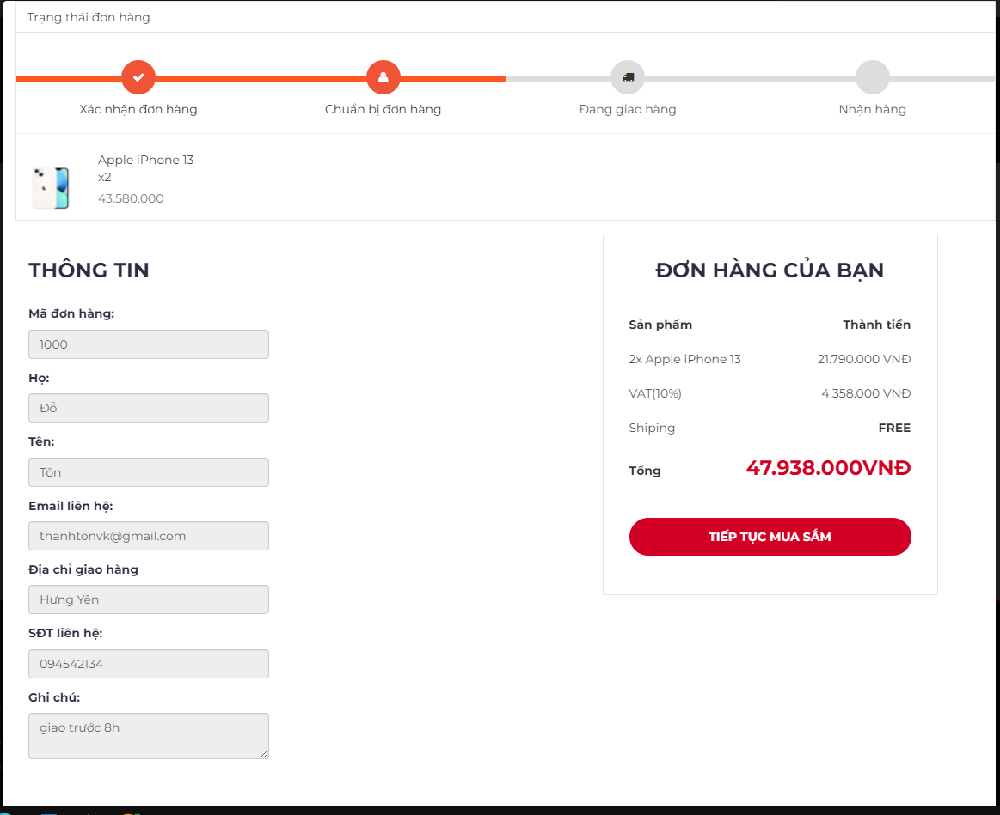 Trạng thái đơn hàng
Xác nhận đơn hàng
Chuẩn bị đơn hàng
Đang giao hàng
Nhận hàng
Apple iPhone 13
x2
43.580.000
THÔNG TIN
Mã đơn hàng:
1000
Họ:
Đỗ
Tên:
Tôn
Email liên hệ:
thanhtonvk@gmail.com
Địa chỉ giao hàng
Hưng Yên
SĐT liên hệ:
094542134
Ghi chú:
giao trước 8h
ĐƠN HÀNG CỦA BẠN
Sản phẩm Thành tiền
2x Apple iPhone 13 21.790.000 VNĐ
VAT(10%) 4.358.000 VNĐ
Shiping FREE
Tổng 47.938.000VNĐ
TIẾP TỤC MUA SẮM